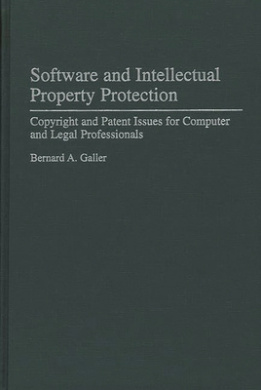 Software and Intellectual
Property Protection
Copyright and Patent Issues for Computer
and Legal Professionals
Bernard A. Galler